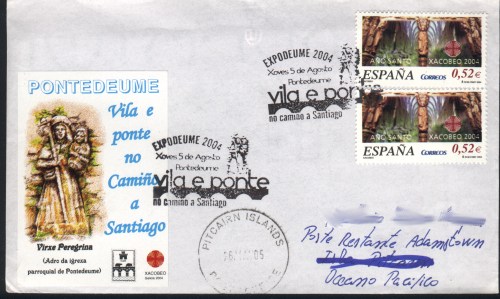 PONTEDEUME
Vila e
ponte
no
Camiño
a
Santiago
Virxe Peregrina
(Adro da igrexa
parroquial de Pontedeume)
XACOBEO
EXPODEUME 2004
Xoves 5 de Agosto
Pontedeume
vila e ponte
no camiño a Santiago
EXPODEUME 2004
Xoves 5 de Agosto
Pontedeume
vila e ponte
no camiño a Santiago
AÑO SANTO XACOBEO 2004
ESPAÑA CORREOS 0,52€
AÑO SANTO XACOBEO 2004
ESPAÑA CORREOS 0,52€
PITCAIRN ISLANDS
05
Poste Restante, Adamstown
Oceano Pacífico